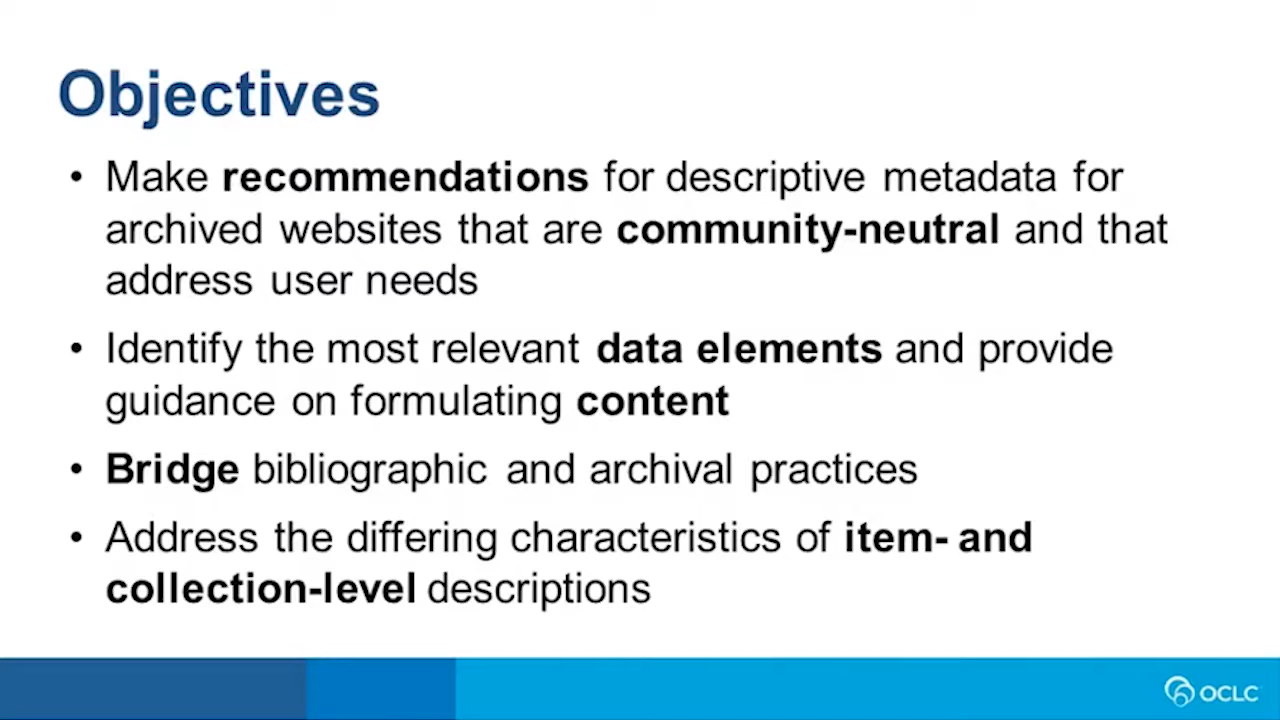 Objectives
• Make recommendations for descriptive metadata for
archived websites that are community-neutral and that
address user needs
• Identify the most relevant data elements and provide
guidance on formulating content
• Bridge bibliographic and archival practices
• Address the differing characteristics of item- and
collection-level descriptions
OCLC